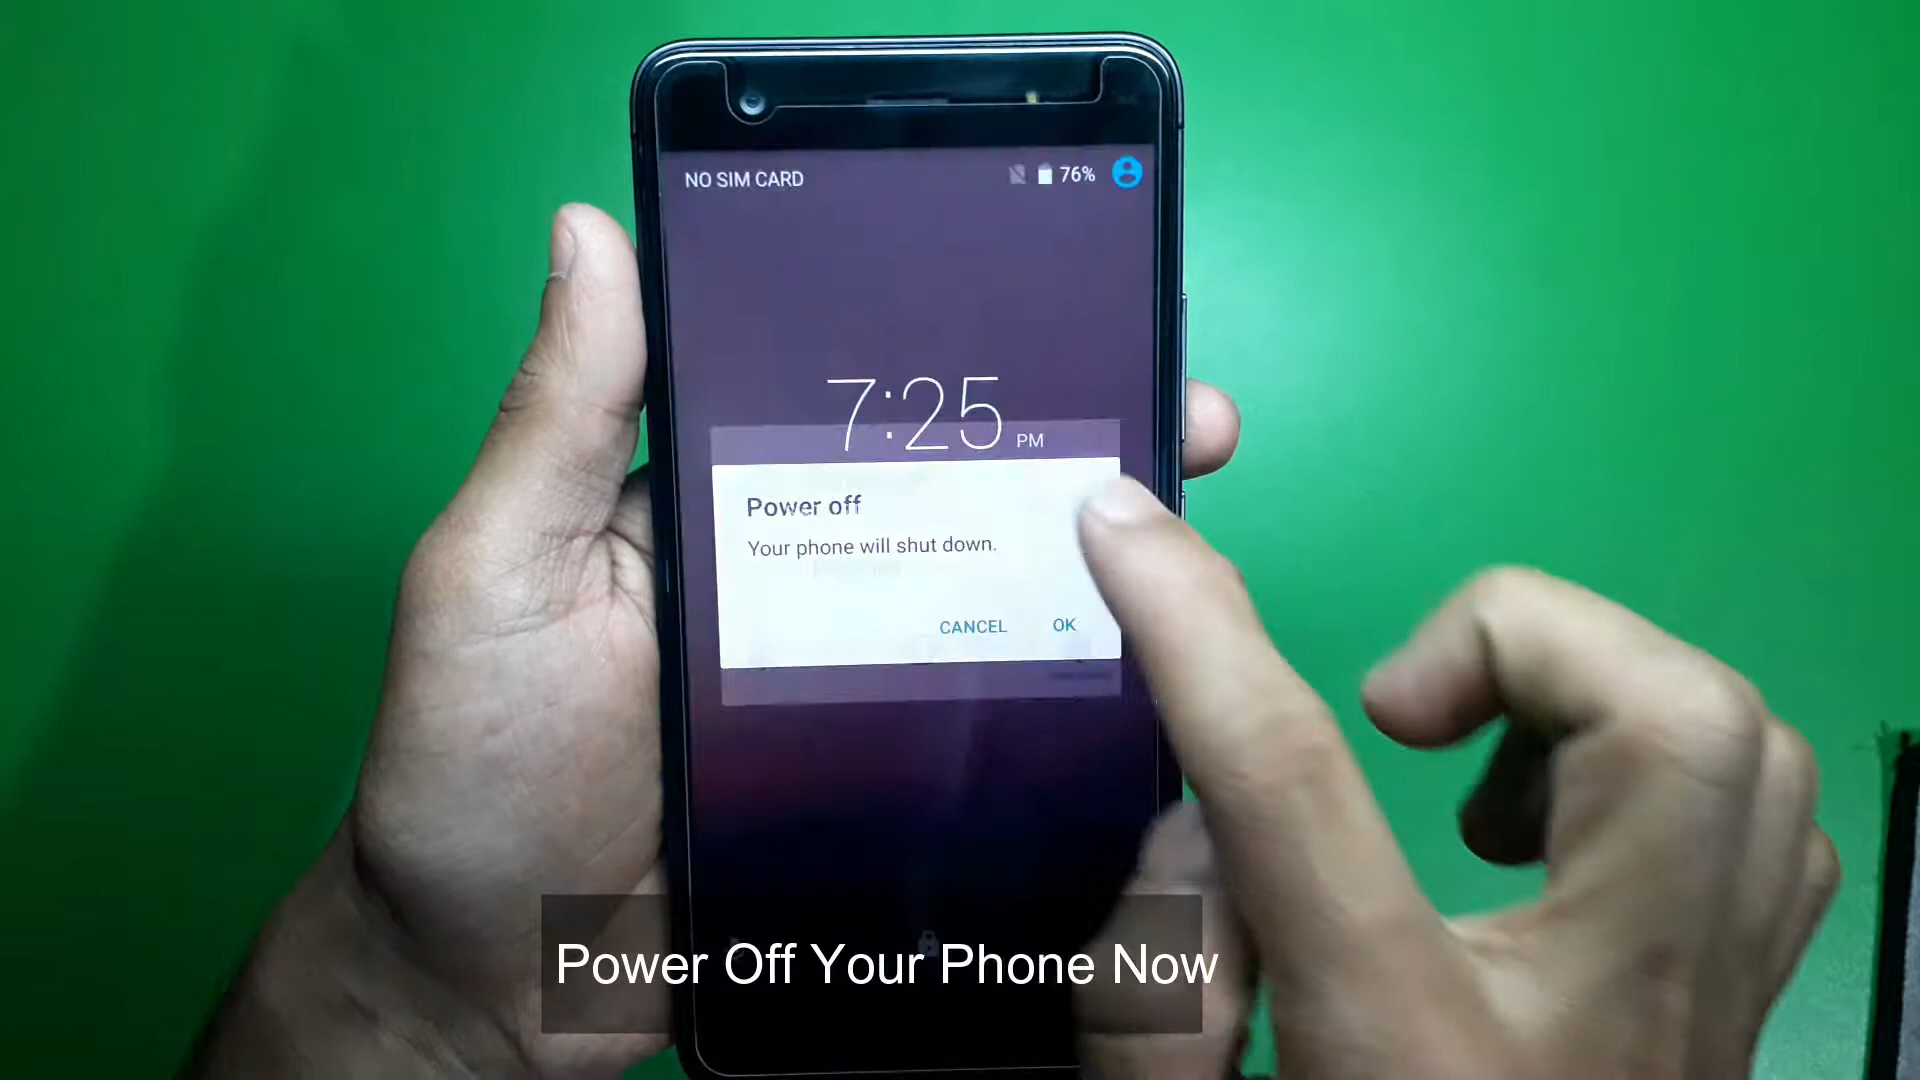 NO SIM CARD
76%
7:25 PM
Power off
Your phone will shut down.
CANCEL OK
Power Off Your Phone Now